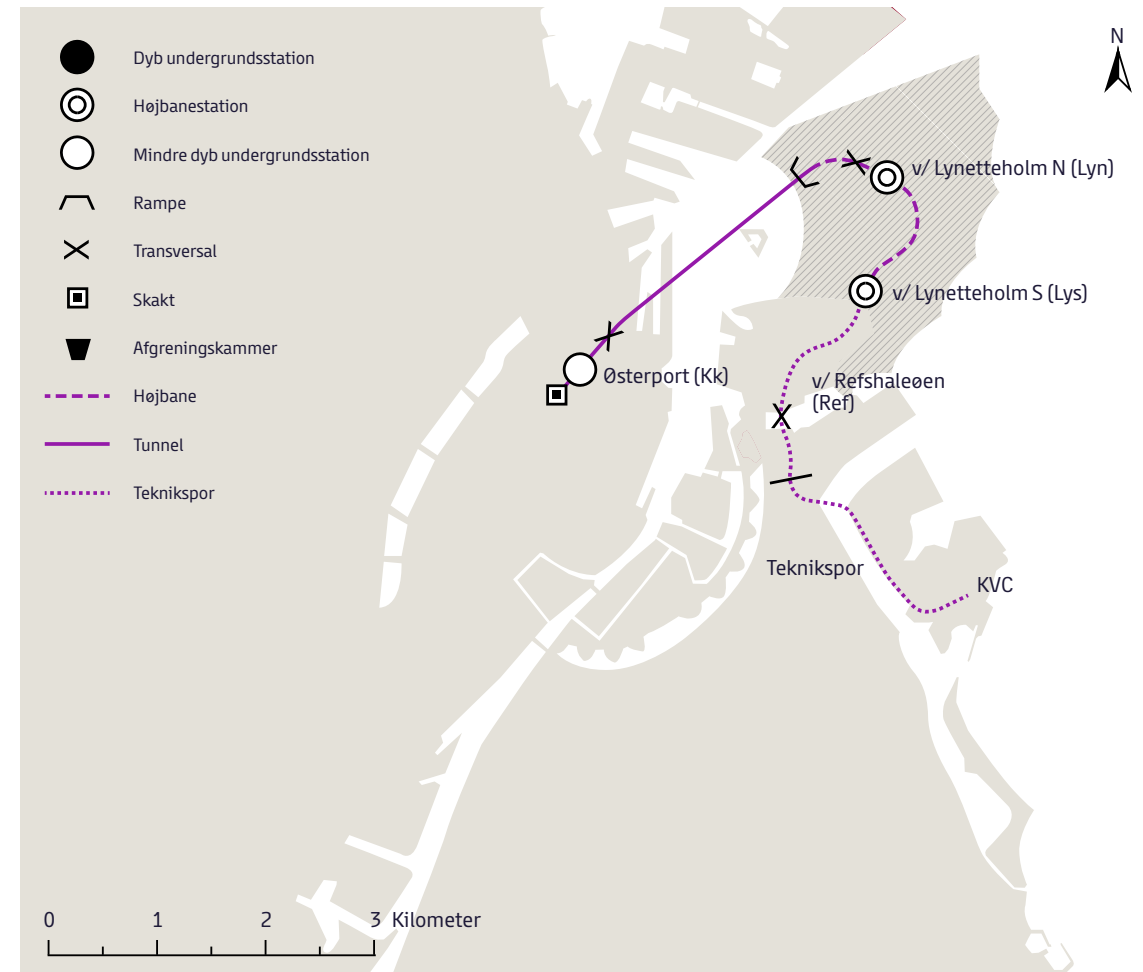 Dyb undergrundsstation
Højbanestation
Mindre dyb undergrundsstation
Rampe
Transversal
Skakt
Afgreningskammer
Højbane
Tunnel
Teknikspor
N
v/ Lynetteholm N (Lyn)
v/ Lynetteholm S (Lys)
Østerport (Kk)
v/ Refshaleøen
(Ref)
Teknikspor
KVC
0 1 2 3 Kilometer